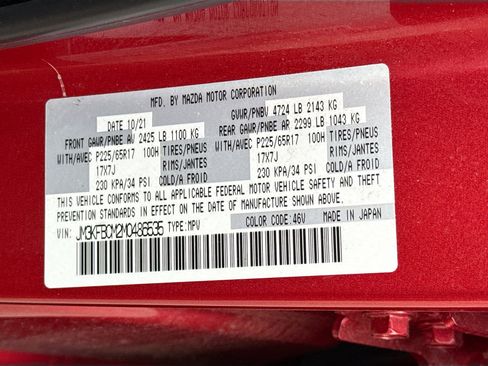 MFD. BY MAZDA MOTOR CORPORATION
DATE 10/21
GVWR/PNBV 4724 LB 2143 KG
FRONT GAWR/PNBE AV 2425 LB 1100 KG
REAR GAWR/PNBE AR 2299 LB 1043 KG
WITH/AVEC P225/65R17 100H TIRES/PNEUS
WITH/AVEC P225/65R17 100H TIRES/PNEUS
17X7J RIMS/JANTES
17X7J RIMS/JANTES
230 KPA/34 PSI COLD/A FROID
230 KPA/34 PSI COLD/A FROID
THIS VEHICLE CONFORMS TO ALL APPLICABLE FEDERAL MOTOR VEHICLE SAFETY AND THEFT
PREVENTION STANDARDS IN EFFECT ON THE DATE OF MANUFACTURE SHOWN ABOVE.
VIN: JM3KFBCM2M0486535 TYPE:MPV COLOR CODE:46V MADE IN JAPAN